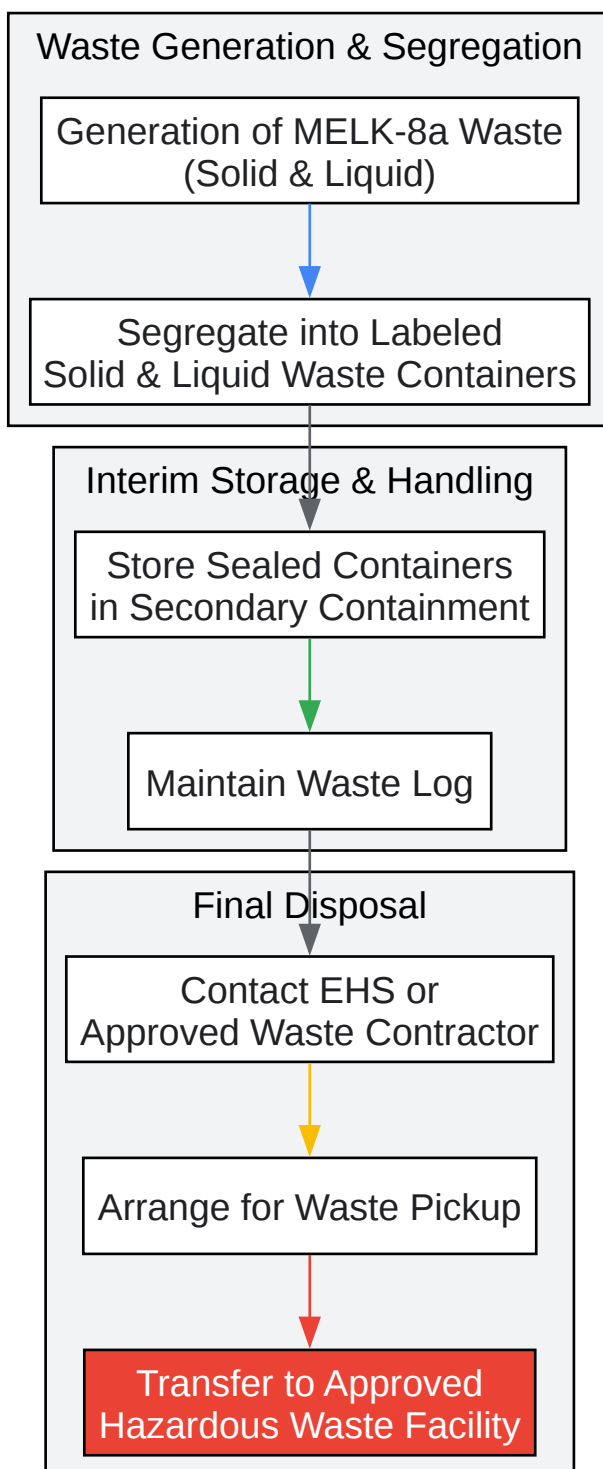 Waste Generation & Segregation
Generation of MELK-8a Waste
(Solid & Liquid)
Segregate into Labeled
Solid & Liquid Waste Containers
Interim Storage & Handling
Store Sealed Containers
in Secondary Containment
Maintain Waste Log
Final Disposal
Contact EHS or
Approved Waste Contractor
Arrange for Waste Pickup
Transfer to Approved
Hazardous Waste Facility